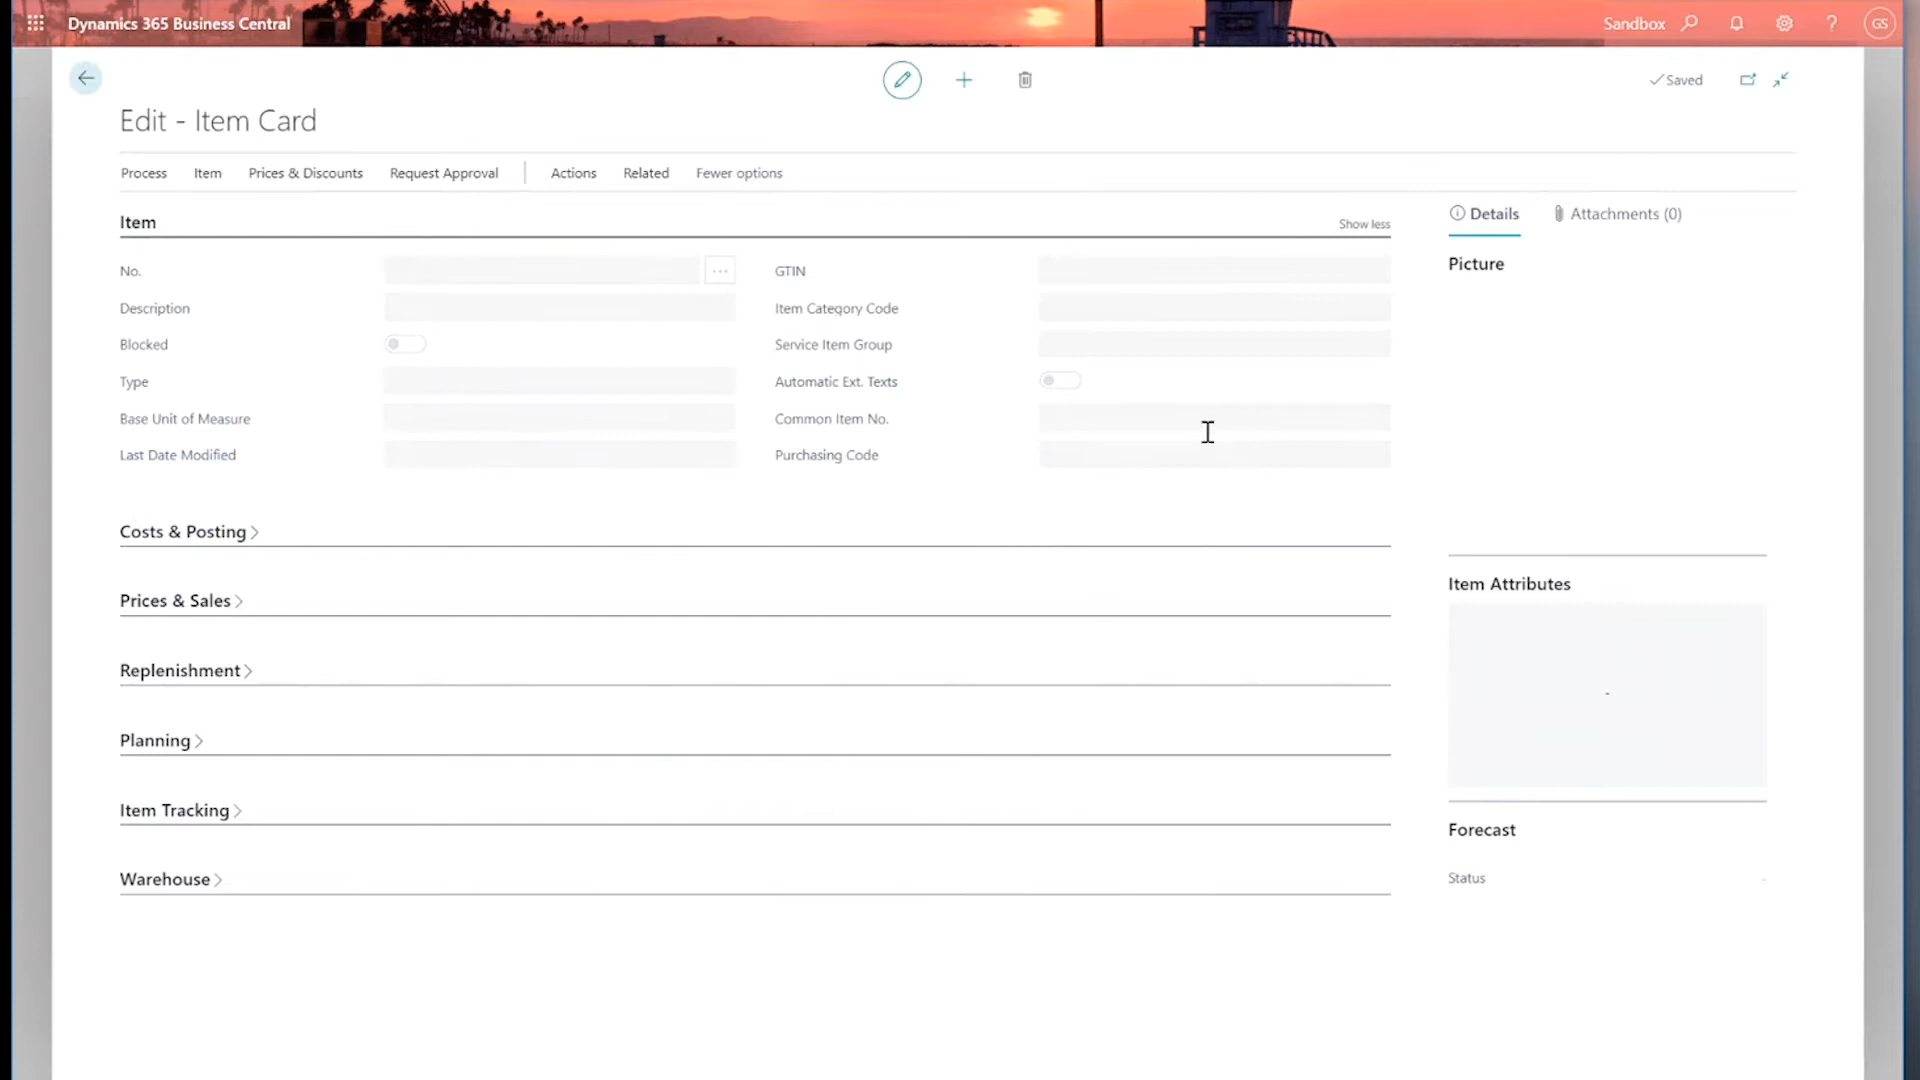 Dynamics 365 Business Central
Sandbox
GS
Saved
Edit - Item Card
Process Item Prices & Discounts Request Approval Actions Related Fewer options
Item
Show less
No.
Description
Blocked
Type
Base Unit of Measure
Last Date Modified
GTIN
Item Category Code
Service Item Group
Automatic Ext. Texts
Common Item No.
Purchasing Code
Costs & Posting
Prices & Sales
Replenishment
Planning
Item Tracking
Warehouse
Details
Attachments (0)
Picture
Item Attributes
-
Forecast
Status -